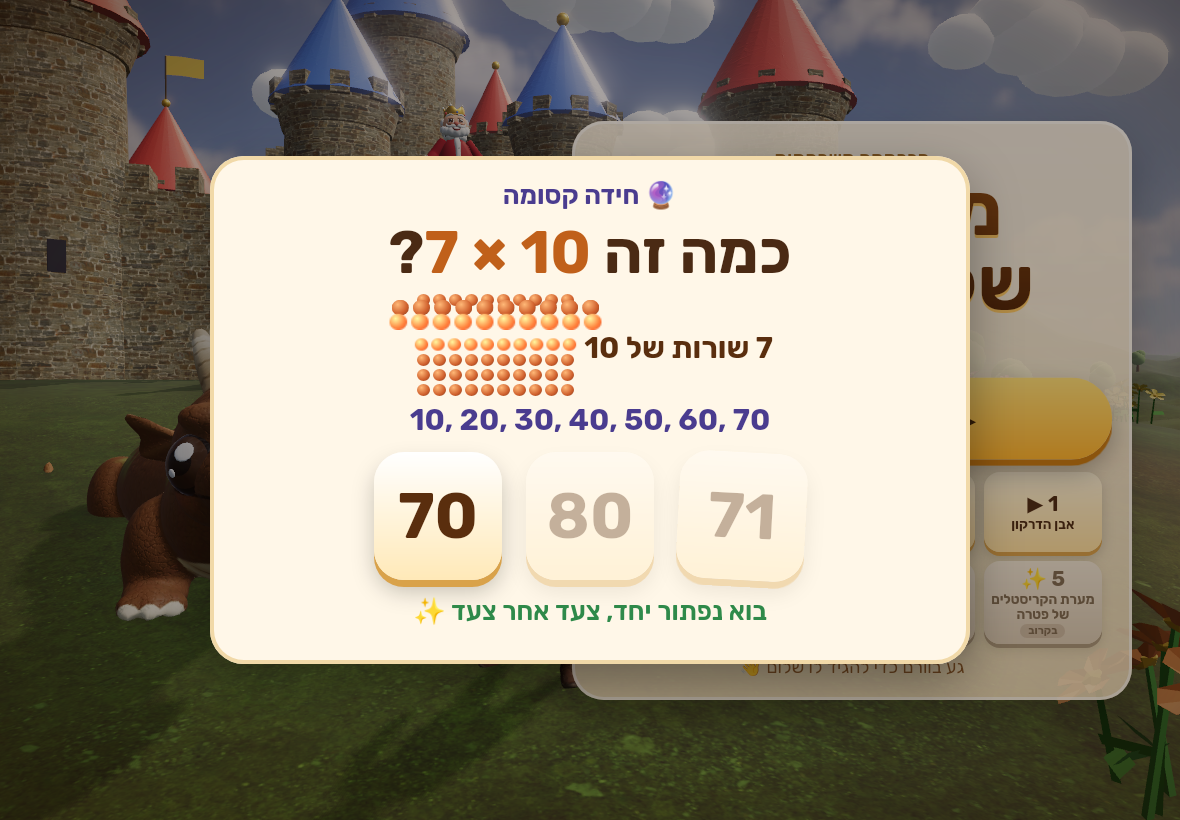 🔮 חידה קסומה
כמה זה 10 × 7?
7 שורות של 10
10, 20, 30, 40, 50, 60, 70
70 80 71
בוא נפתור יחד, צעד אחר צעד ✨
1 ▶
אבן הדרקון
5 ✨
מערת הקריסטלים
של פטרה
בקרוב